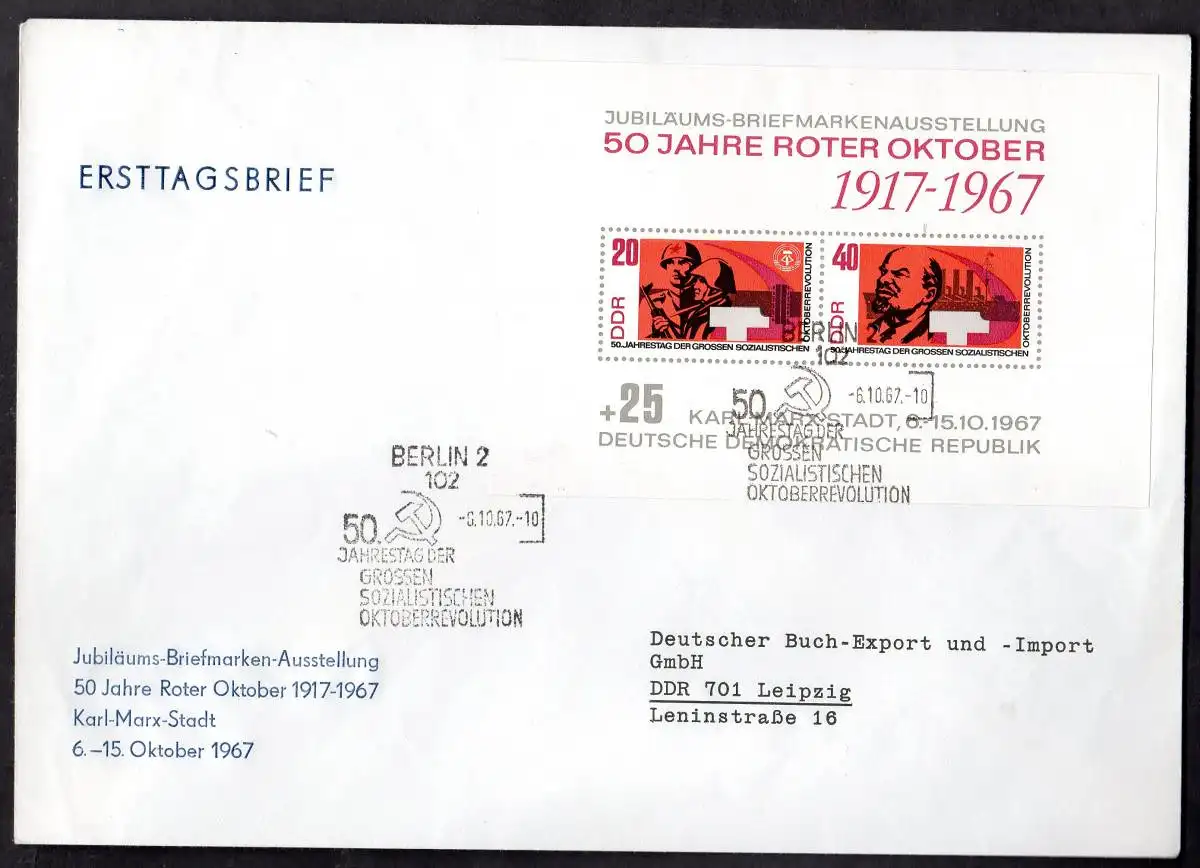 JUBILÄUMS-BRIEFMARKENAUSSTELLUNG
50 JAHRE ROTER OKTOBER
1917-1967
ERSTTAGSBRIEF
20
DDR
50. JAHRESTAG DER GROSSEN SOZIALISTISCHEN
OKTOBERREVOLUTION
40
DDR
50. JAHRESTAG DER GROSSEN SOZIALISTISCHEN
OKTOBERREVOLUTION
BERLIN 2
102
50.
-6.10.67.-10
JAHRESTAG DER
GROSSEN
SOZIALISTISCHEN
OKTOBERREVOLUTION
+25
KARL-MARX-STADT, 6.-15.10.1967
DEUTSCHE DEMOKRATISCHE REPUBLIK
BERLIN 2
102
50.
-6.10.67.-10
JAHRESTAG DER
GROSSEN
SOZIALISTISCHEN
OKTOBERREVOLUTION
Jubiläums-Briefmarken-Ausstellung
50 Jahre Roter Oktober 1917-1967
Karl-Marx-Stadt
6.–15. Oktober 1967
Deutscher Buch-Export und -Import
GmbH
DDR 701 Leipzig
Leninstraße 16